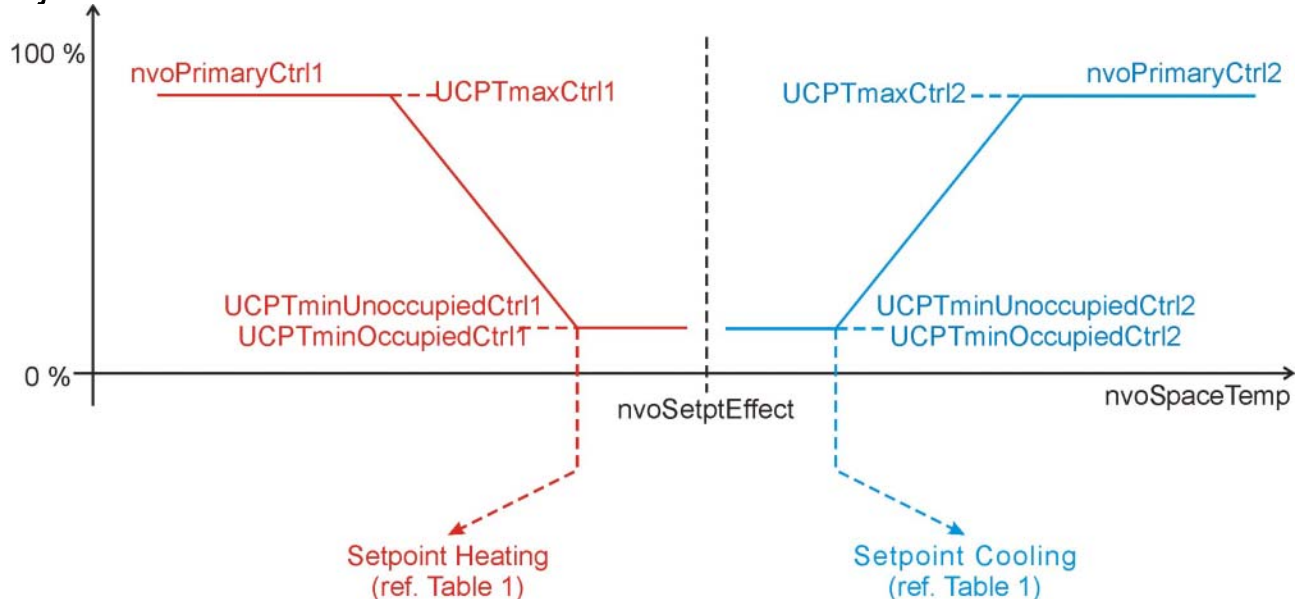 100 %
nvoPrimaryCtrl1
UCPTmaxCtrl1
UCPTmaxCtrl2
nvoPrimaryCtrl2
UCPTminUnoccupiedCtrl1
UCPTminOccupiedCtrl1
UCPTminUnoccupiedCtrl2
UCPTminOccupiedCtrl2
0 %
nvoSetptEffect
nvoSpaceTemp
Setpoint Heating
(ref. Table 1)
Setpoint Cooling
(ref. Table 1)